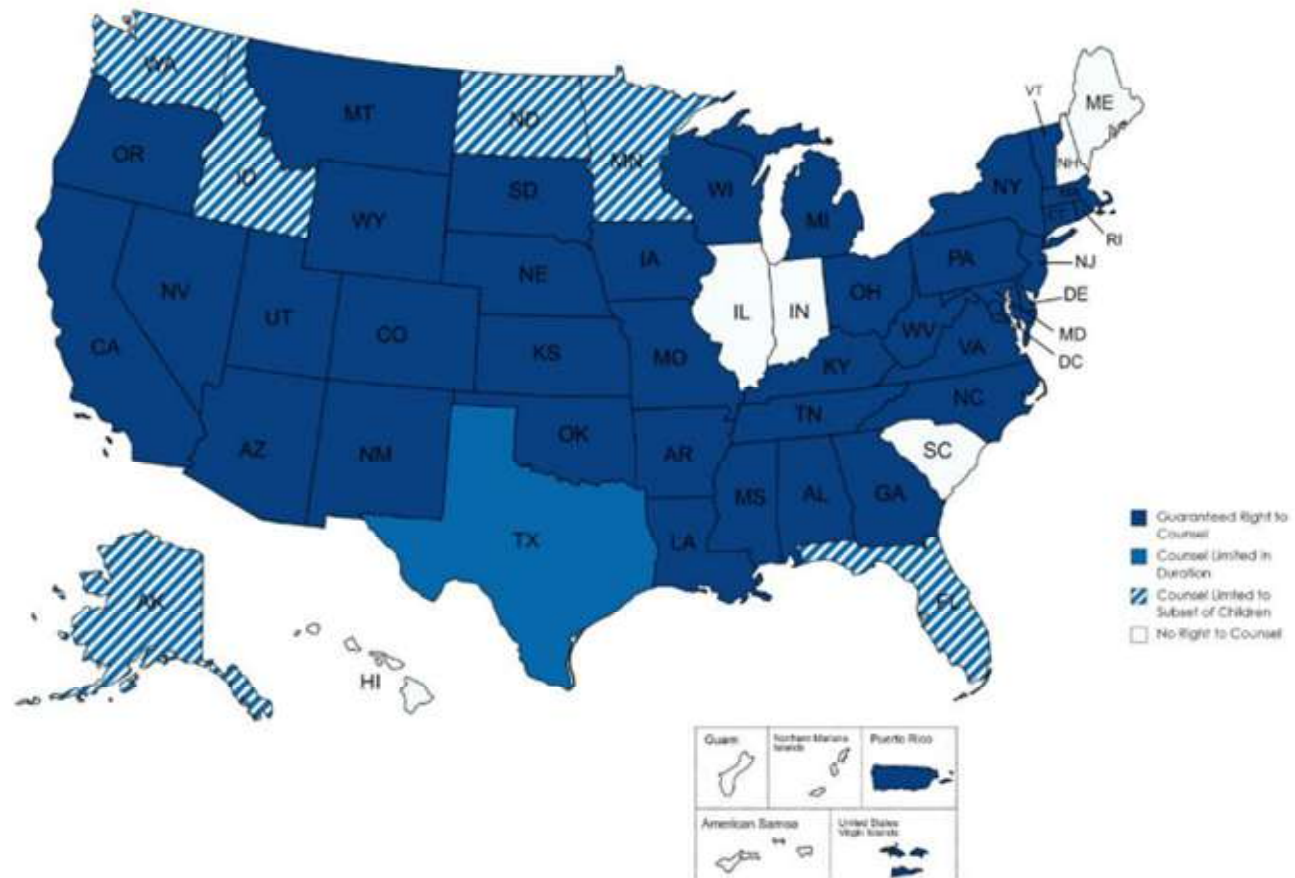 WA
MT
ND
MN
VT
ME
OR
ID
SD
WI
MI
NY
NH
WY
RI
NV
NE
IA
PA
NJ
UT
CO
IL
IN
OH
DE
CA
KS
MO
WV
VA
MD
DC
KY
AZ
NM
OK
AR
TN
NC
SC
MS
AL
GA
TX
LA
AK
FL
HI
Guaranteed Right to
Counsel
Counsel Limited in
Duration
Counsel Limited to
Subset of Children
No Right to Counsel
Guam
Northern Mariana
Islands
Puerto Rico
American Samoa
United States
Virgin Islands